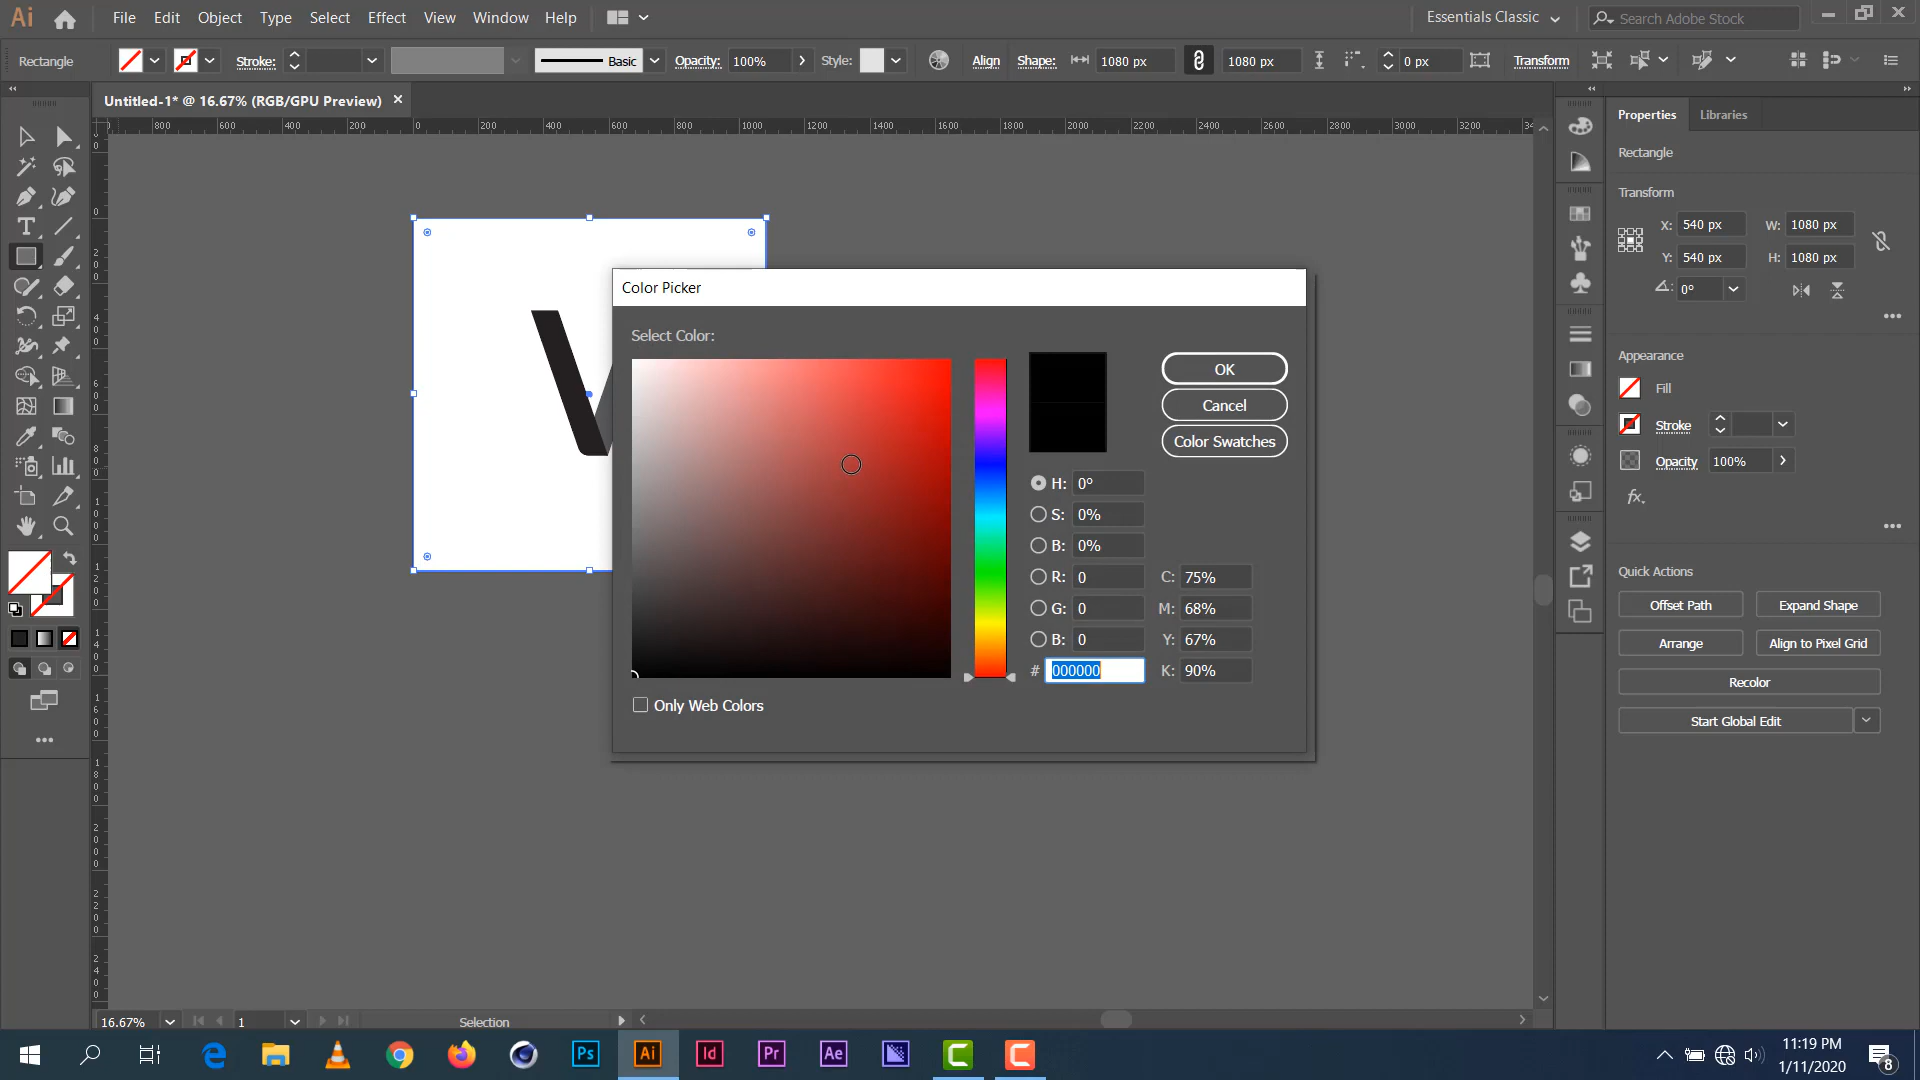 Ai File Edit Object Type Select Effect View Window Help Essentials Classic Search Adobe Stock
Rectangle Stroke: Basic Opacity: 100% Style: Align Shape: 1080 px 1080 px 0 px Transform
Untitled-1* @ 16.67% (RGB/GPU Preview)
800 600 400 200 0 200 400 600 800 1000 1200 1400 1600 1800 2000 2200 2400 2600 2800 3000 3200
Properties Libraries
Rectangle
Transform
X: 540 px W: 1080 px
Y: 540 px H: 1080 px
0°
Appearance
Fill
Stroke
Opacity 100%
fx.
Quick Actions
Offset Path Expand Shape
Arrange Align to Pixel Grid
Recolor
Start Global Edit
Color Picker
Select Color:
OK
Cancel
Color Swatches
H: 0°
S: 0%
B: 0%
R: 0 C: 75%
G: 0 M: 68%
B: 0 Y: 67%
# 000000 K: 90%
Only Web Colors
16.67% 1 Selection
Ps Ai Id Pr Ae
11:19 PM
1/11/2020
8